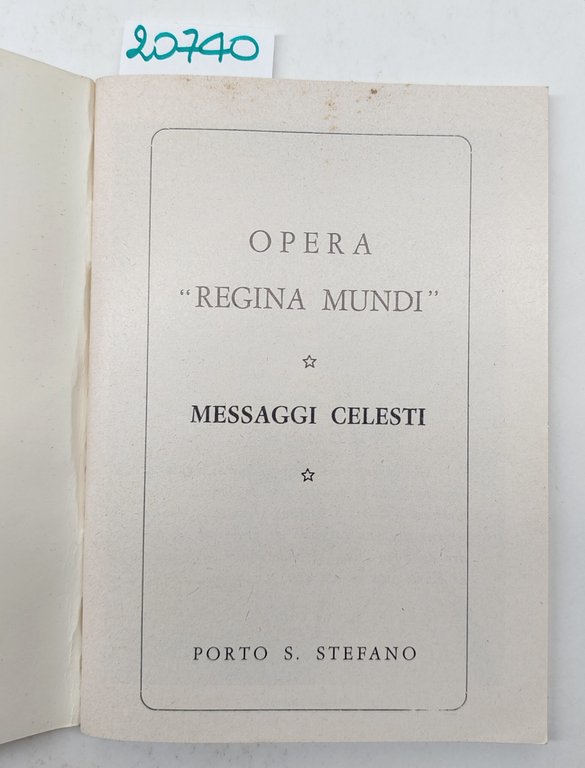 20740
OPERA
"REGINA MUNDI"
☆
MESSAGGI CELESTI
☆
PORTO S. STEFANO